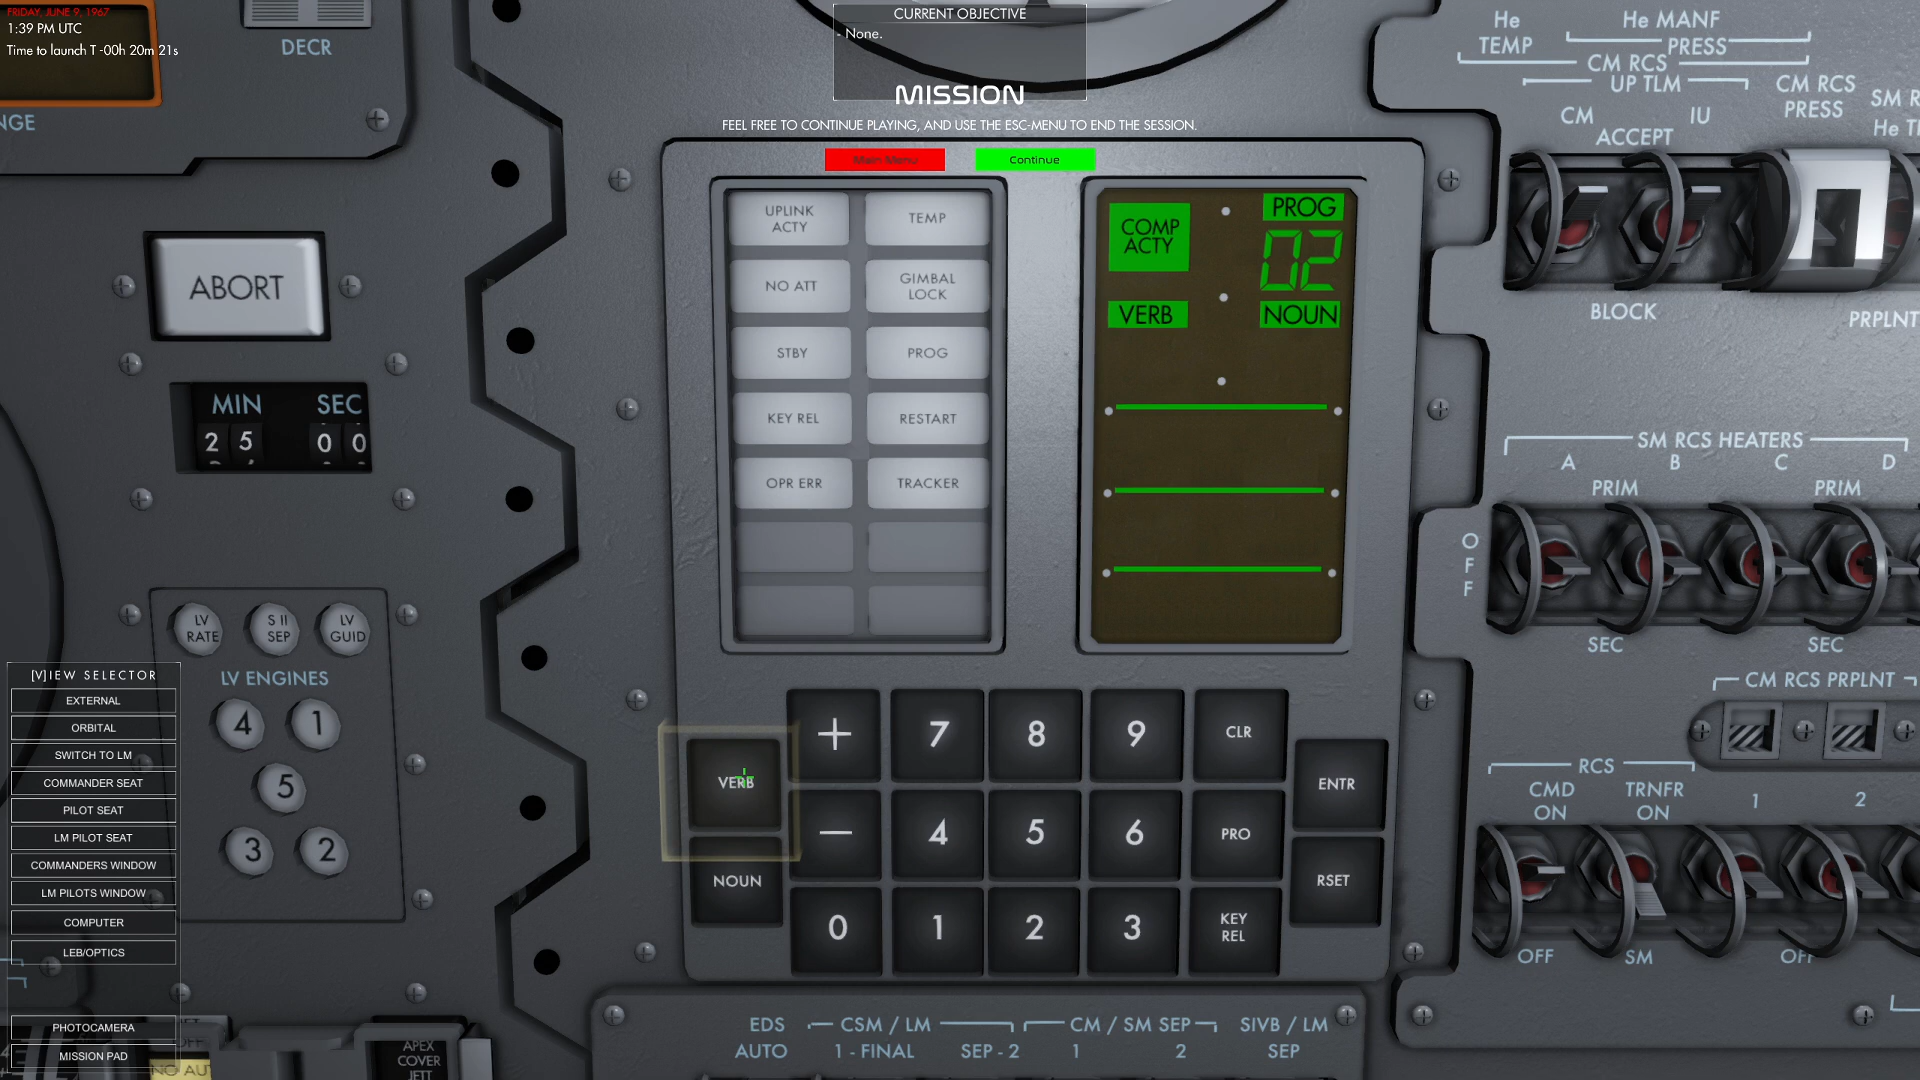 FRIDAY, JUNE 9, 1967
1:39 PM UTC
Time to launch T -00h 20m 21s
DECR
NGE
CURRENT OBJECTIVE
- None.
MISSION
FEEL FREE TO CONTINUE PLAYING, AND USE THE ESC-MENU TO END THE SESSION.
Main Menu
Continue
He
TEMP
He MANF
PRESS
CM RCS
UP TLM
CM
IU
ACCEPT
CM RCS
PRESS
SM R
He T
BLOCK
PRPLNT
ABORT
MIN
SEC
2 5
0 0
UPLINK
ACTY
TEMP
NO ATT
GIMBAL
LOCK
STBY
PROG
KEY REL
RESTART
OPR ERR
TRACKER
COMP
ACTY
PROG
02
VERB
NOUN
SM RCS HEATERS
A
B
C
D
PRIM
PRIM
OFF
SEC
SEC
CM RCS PRPLNT
RCS
CMD
ON
TRNFR
ON
1
2
OFF
SM
OFF
LV
RATE
S II
SEP
LV
GUID
LV ENGINES
4
1
5
3
2
[V]IEW SELECTOR
EXTERNAL
ORBITAL
SWITCH TO LM
COMMANDER SEAT
PILOT SEAT
LM PILOT SEAT
COMMANDERS WINDOW
LM PILOTS WINDOW
COMPUTER
LEB/OPTICS
PHOTOCAMERA
MISSION PAD
VERB
NOUN
+
7
8
9
CLR
ENTR
−
4
5
6
PRO
RSET
0
1
2
3
KEY
REL
EDS
AUTO
CSM / LM
1 - FINAL
SEP - 2
CM / SM SEP
1
2
SIVB / LM
SEP
APEX
COVER
JETT
OFF
NO AU